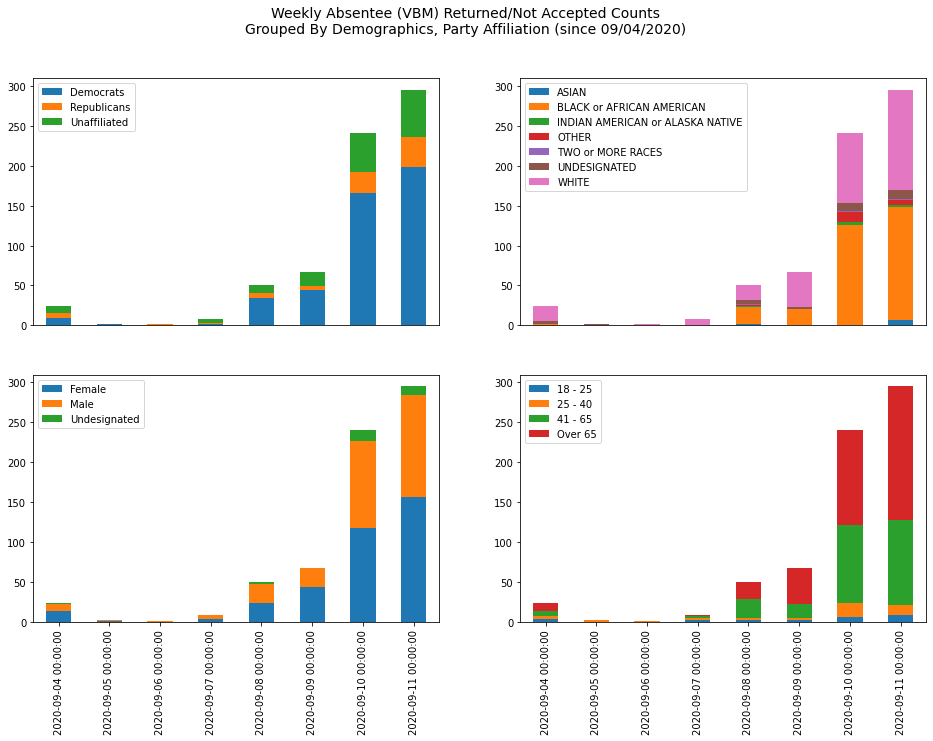 Weekly Absentee (VBM) Returned/Not Accepted Counts
Grouped By Demographics, Party Affiliation (since 09/04/2020)
300
250
200
150
100
50
0
Democrats
Republicans
Unaffiliated
300
250
200
150
100
50
0
ASIAN
BLACK or AFRICAN AMERICAN
INDIAN AMERICAN or ALASKA NATIVE
OTHER
TWO or MORE RACES
UNDESIGNATED
WHITE
300
250
200
150
100
50
0
Female
Male
Undesignated
2020-09-04 00:00:00
2020-09-05 00:00:00
2020-09-06 00:00:00
2020-09-07 00:00:00
2020-09-08 00:00:00
2020-09-09 00:00:00
2020-09-10 00:00:00
2020-09-11 00:00:00
300
250
200
150
100
50
0
18 - 25
25 - 40
41 - 65
Over 65
2020-09-04 00:00:00
2020-09-05 00:00:00
2020-09-06 00:00:00
2020-09-07 00:00:00
2020-09-08 00:00:00
2020-09-09 00:00:00
2020-09-10 00:00:00
2020-09-11 00:00:00